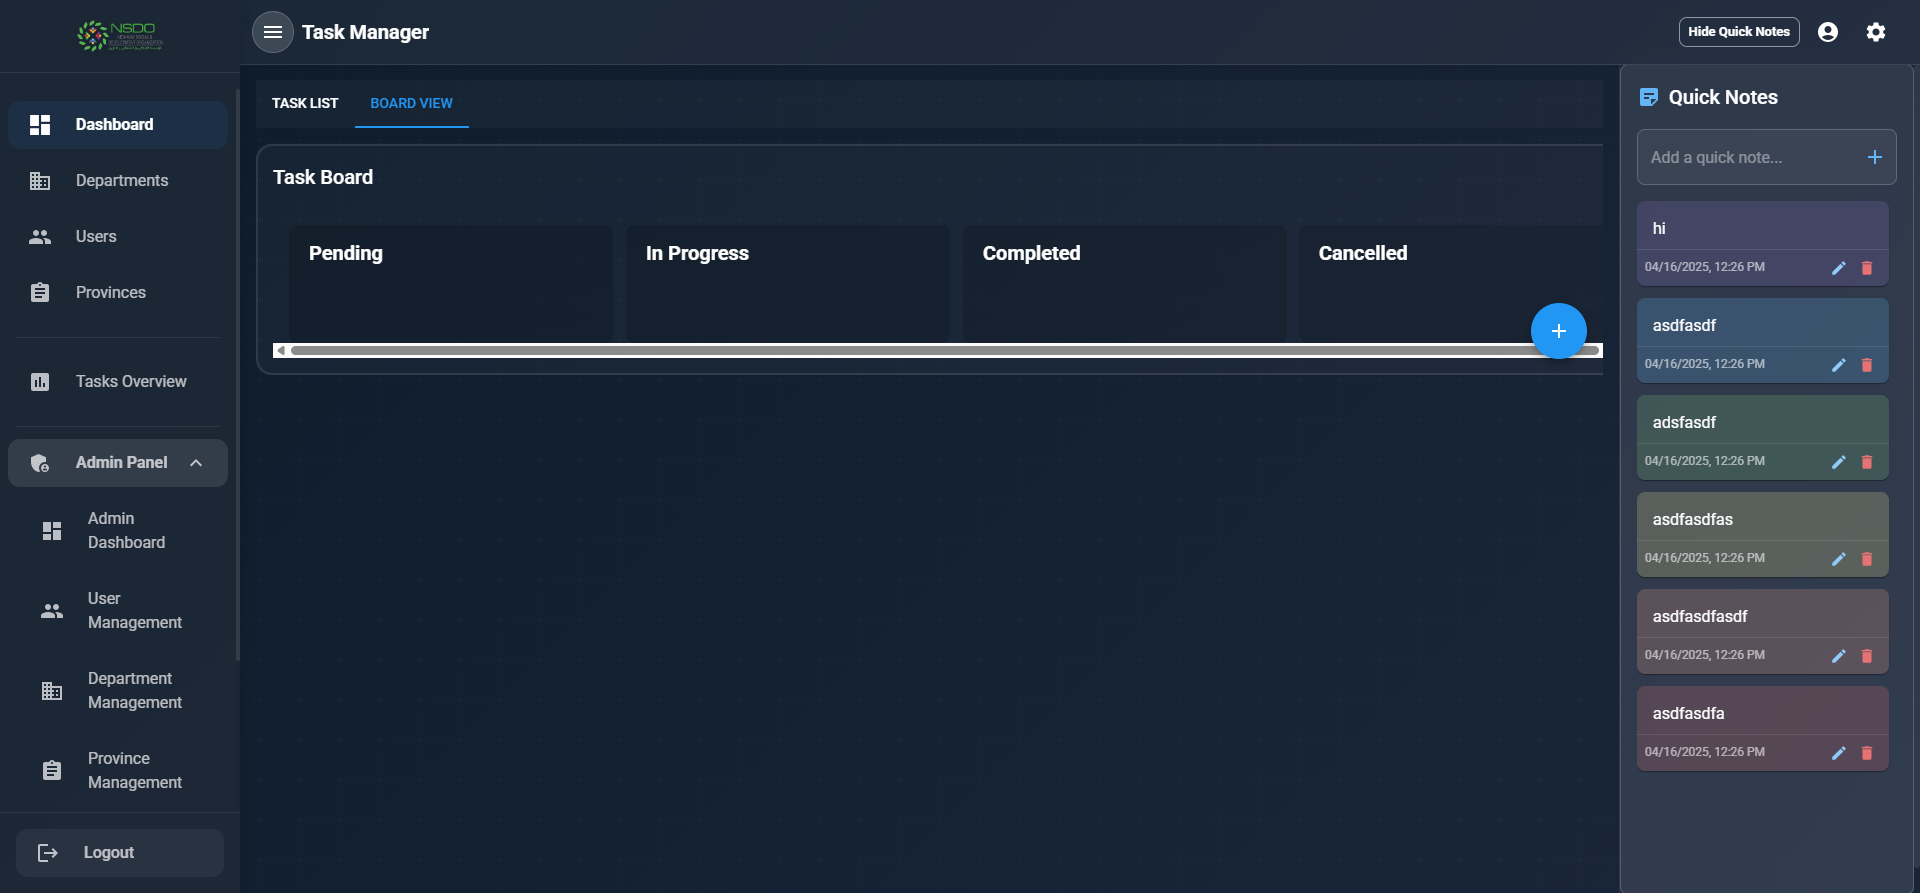 NSDO
Task Manager
Hide Quick Notes
Dashboard
Departments
Users
Provinces
Tasks Overview
Admin Panel
Admin
Dashboard
User
Management
Department
Management
Province
Management
Logout
TASK LIST
BOARD VIEW
Task Board
Pending
In Progress
Completed
Cancelled
Quick Notes
Add a quick note...
hi
04/16/2025, 12:26 PM
asdfasdf
04/16/2025, 12:26 PM
adsfasdf
04/16/2025, 12:26 PM
asdfasdfas
04/16/2025, 12:26 PM
asdfasdfasdf
04/16/2025, 12:26 PM
asdfasdfa
04/16/2025, 12:26 PM